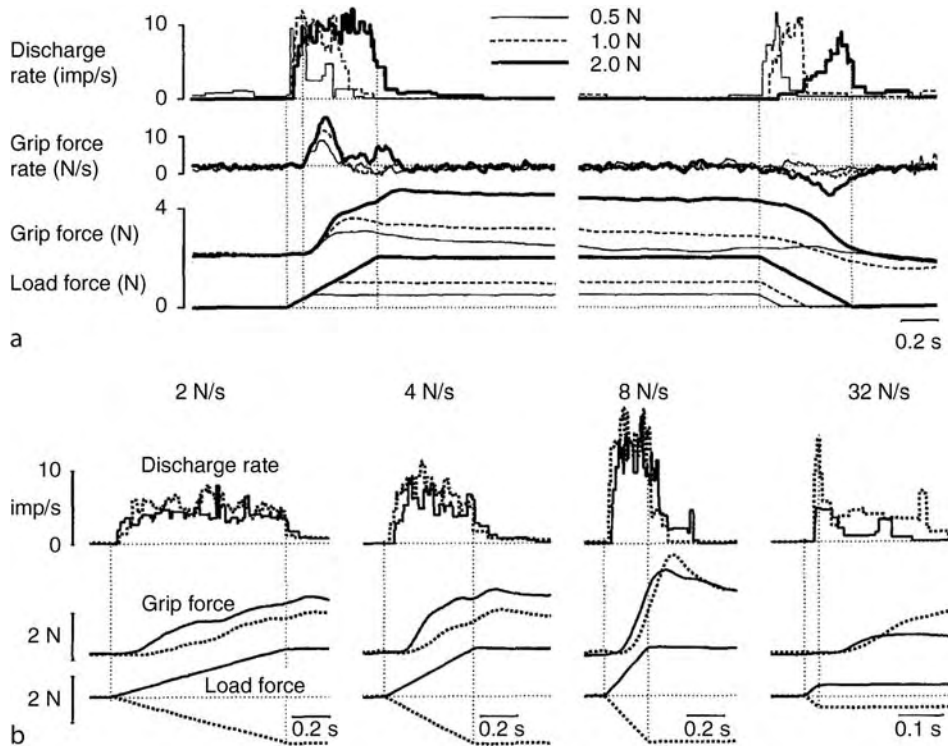 Discharge
rate (imp/s)
10
0
0.5 N
1.0 N
2.0 N
Grip force
rate (N/s)
10
0
Grip force (N)
4
Load force (N)
0
0.2 s
a
2 N/s
4 N/s
8 N/s
32 N/s
Discharge rate
10
imp/s
0
Grip force
2 N
Load force
2 N
0.2 s
0.2 s
0.2 s
0.1 s
b